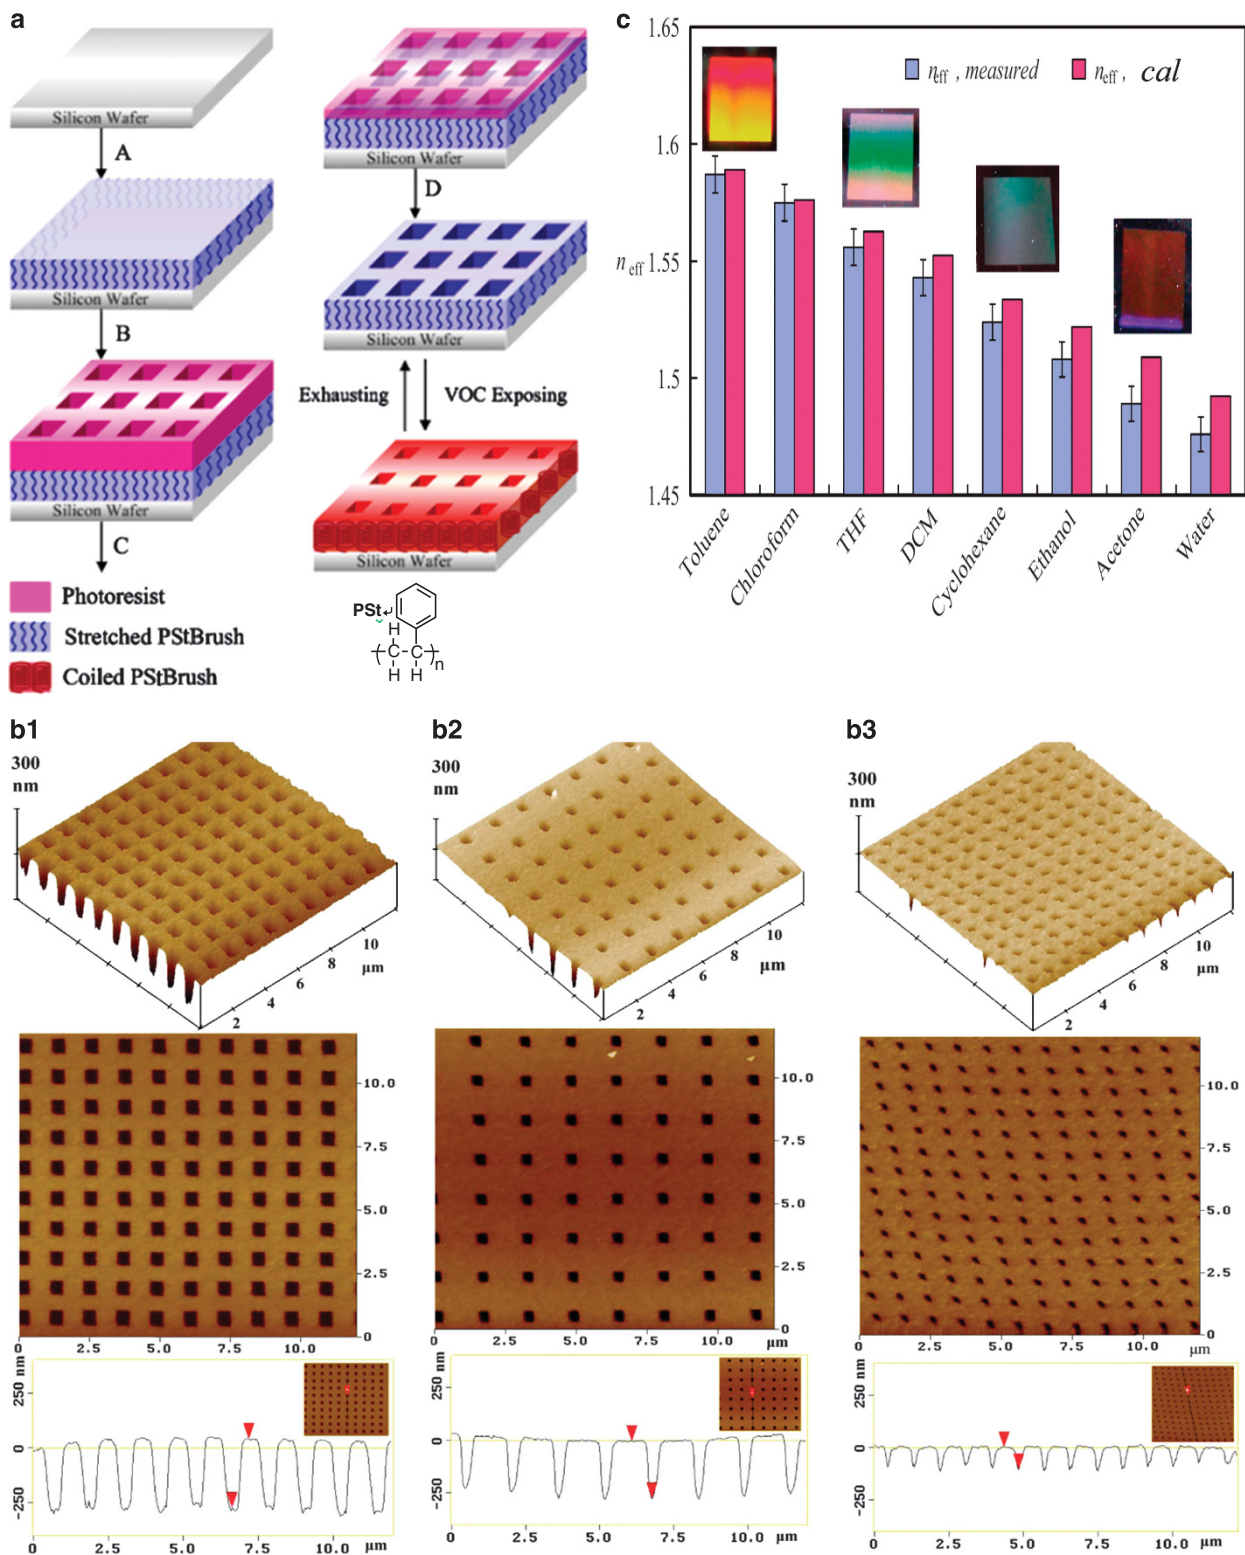 a
Silicon Wafer
A
Silicon Wafer
B
Silicon Wafer
C
Photoresist
Stretched PStBrush
Coiled PStBrush
Silicon Wafer
D
Silicon Wafer
Exhausting
VOC Exposing
Silicon Wafer
PSt
H
C C
n
H H
c
1.65
1.6
1.55
1.5
1.45
neff
neff , measured
neff , cal
Toluene
Chloroform
THF
DCM
Cyclohexane
Ethanol
Acetone
Water
b1
300
nm
2
4
6
8
10
µm
10.0
7.5
5.0
2.5
0
0 2.5 5.0 7.5 10.0
250 nm
0
-250
0 2.5 5.0 7.5 10.0 µm
b2
300
nm
2
4
6
8
10
µm
10.0
7.5
5.0
2.5
0
0 2.5 5.0 7.5 10.0 µm
250 nm
0
-250
0 2.5 5.0 7.5 10.0 µm
b3
300
nm
2
4
6
8
10
µm
10.0
7.5
5.0
2.5
0
0 2.5 5.0 7.5 10.0 µm
250 nm
0
-250
0 2.5 5.0 7.5 10.0 µm